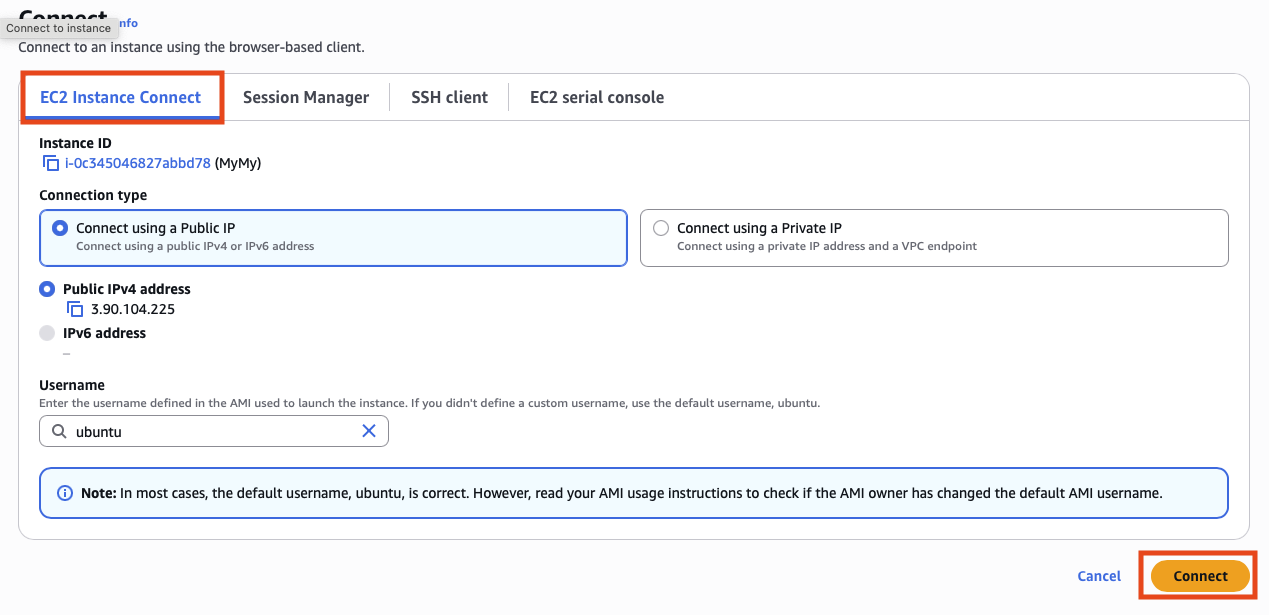 Connect
nfo
Connect to instance
Connect to an instance using the browser-based client.
EC2 Instance Connect
Session Manager
SSH client
EC2 serial console
Instance ID
i-0c345046827abbd78 (MyMy)
Connection type
Connect using a Public IP
Connect using a public IPv4 or IPv6 address
Connect using a Private IP
Connect using a private IP address and a VPC endpoint
Public IPv4 address
3.90.104.225
IPv6 address
–
Username
Enter the username defined in the AMI used to launch the instance. If you didn't define a custom username, use the default username, ubuntu.
ubuntu
Note: In most cases, the default username, ubuntu, is correct. However, read your AMI usage instructions to check if the AMI owner has changed the default AMI username.
Cancel
Connect